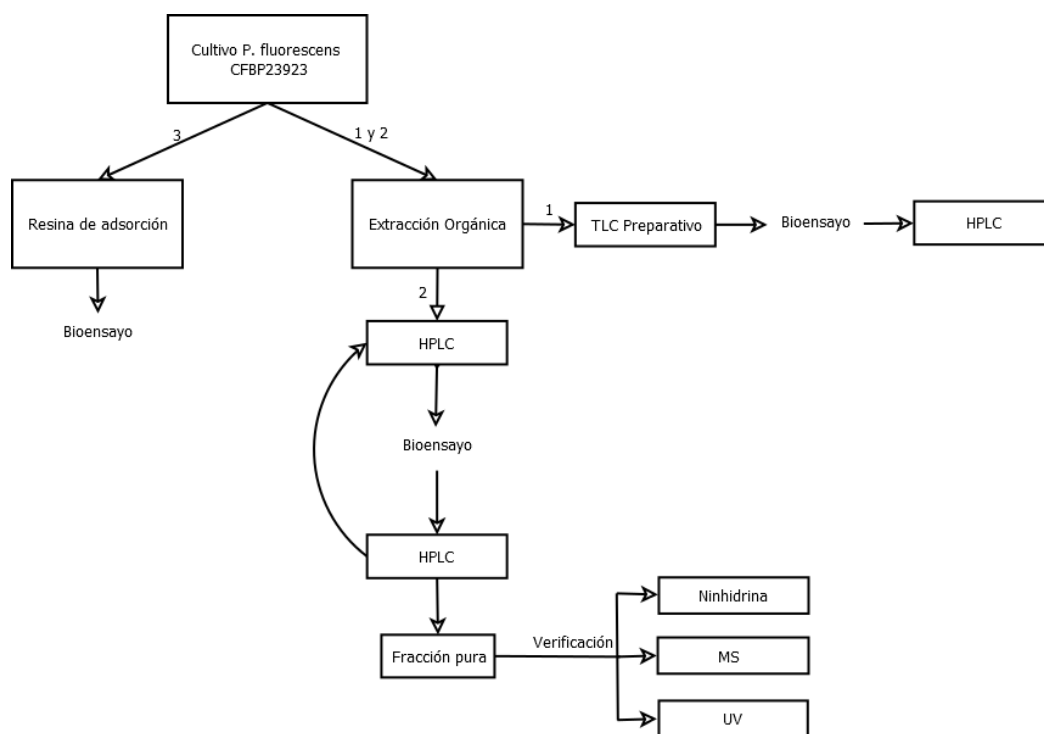 Cultivo P. fluorescens
CFBP23923
3
1 y 2
Resina de adsorción
Extracción Orgánica
1
TLC Preparativo
Bioensayo
HPLC
2
Bioensayo
HPLC
Bioensayo
HPLC
Ninhidrina
Verificación
Fracción pura
MS
UV